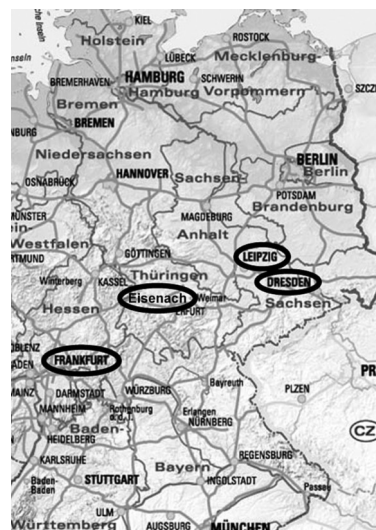 KIEL
Holstein
ROSTOCK
LÜBECK
Mecklenburg-
BREMERHAVEN
HAMBURG
SCHWERIN
Hamburg
Vorpommern
Bremen
BREMEN
Niedersachsen
BERLIN
OSNABRÜCK
HANNOVER
Sachsen-
Berlin
POTSDAM
Brandenburg
MAGDEBURG
Westfalen
Anhalt
GÖTTINGEN
LEIPZIG
Thüringen
Winterberg
KASSEL
DRESDEN
Eisenach
Weimar
Sachsen
Hessen
ERFURT
FRANKFURT
Bayreuth
DARMSTADT
WÜRZBURG
PLZEN
MANNHEIM
Rothenburg
o.d.
Erlangen
NÜRNBERG
Baden-
HEIDELBERG
CZ
KARLSRUHE
REGENSBURG
Bayern
Baden-
Baden
STUTTGART
INGOLSTADT
Passau
ULM
Württemberg
AUGSBURG
MÜNCHEN